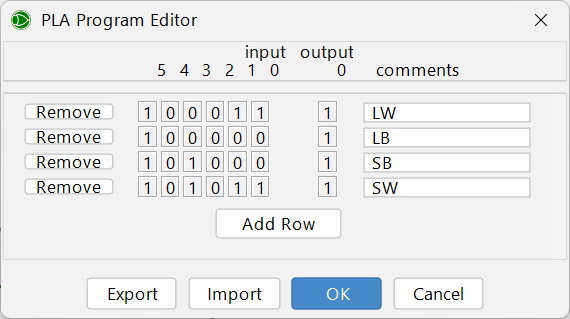 PLA Program Editor
input output
5 4 3 2 1 0 0 comments
Remove 1 0 0 0 1 1 1 LW
Remove 1 0 0 0 0 0 1 LB
Remove 1 0 1 0 0 0 1 SB
Remove 1 0 1 0 1 1 1 SW
Add Row
Export Import OK Cancel